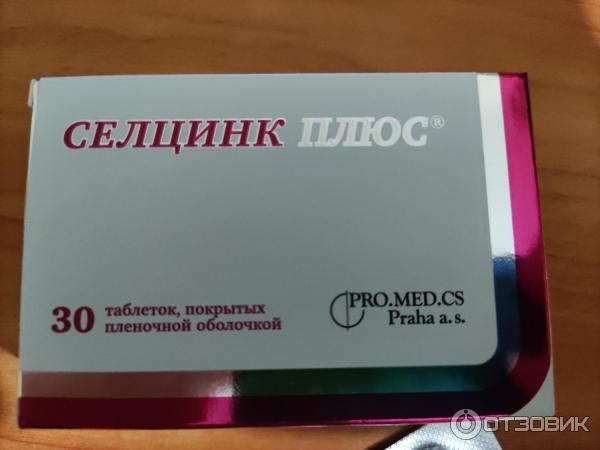 СЕЛЦИНК ПЛЮС®
30 таблеток, покрытых
пленочной оболочкой
PRO.MED.CS
Praha a. s.
ОТЗОВИК